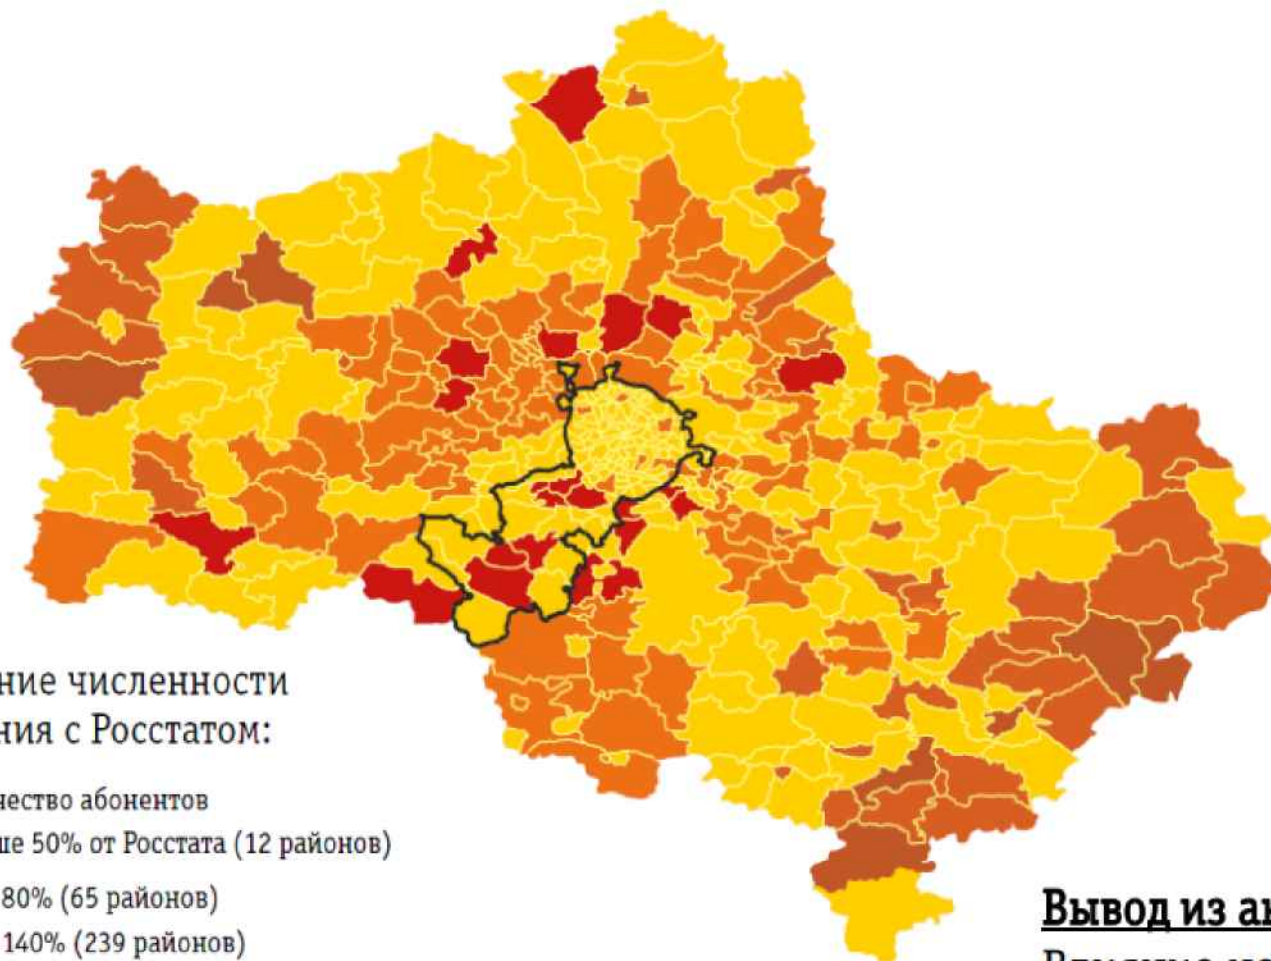 ние численности
ния с Росстатом:
чество абонентов
ше 50% от Росстата (12 районов)
80% (65 районов)
140% (239 районов)
Вывод из ан